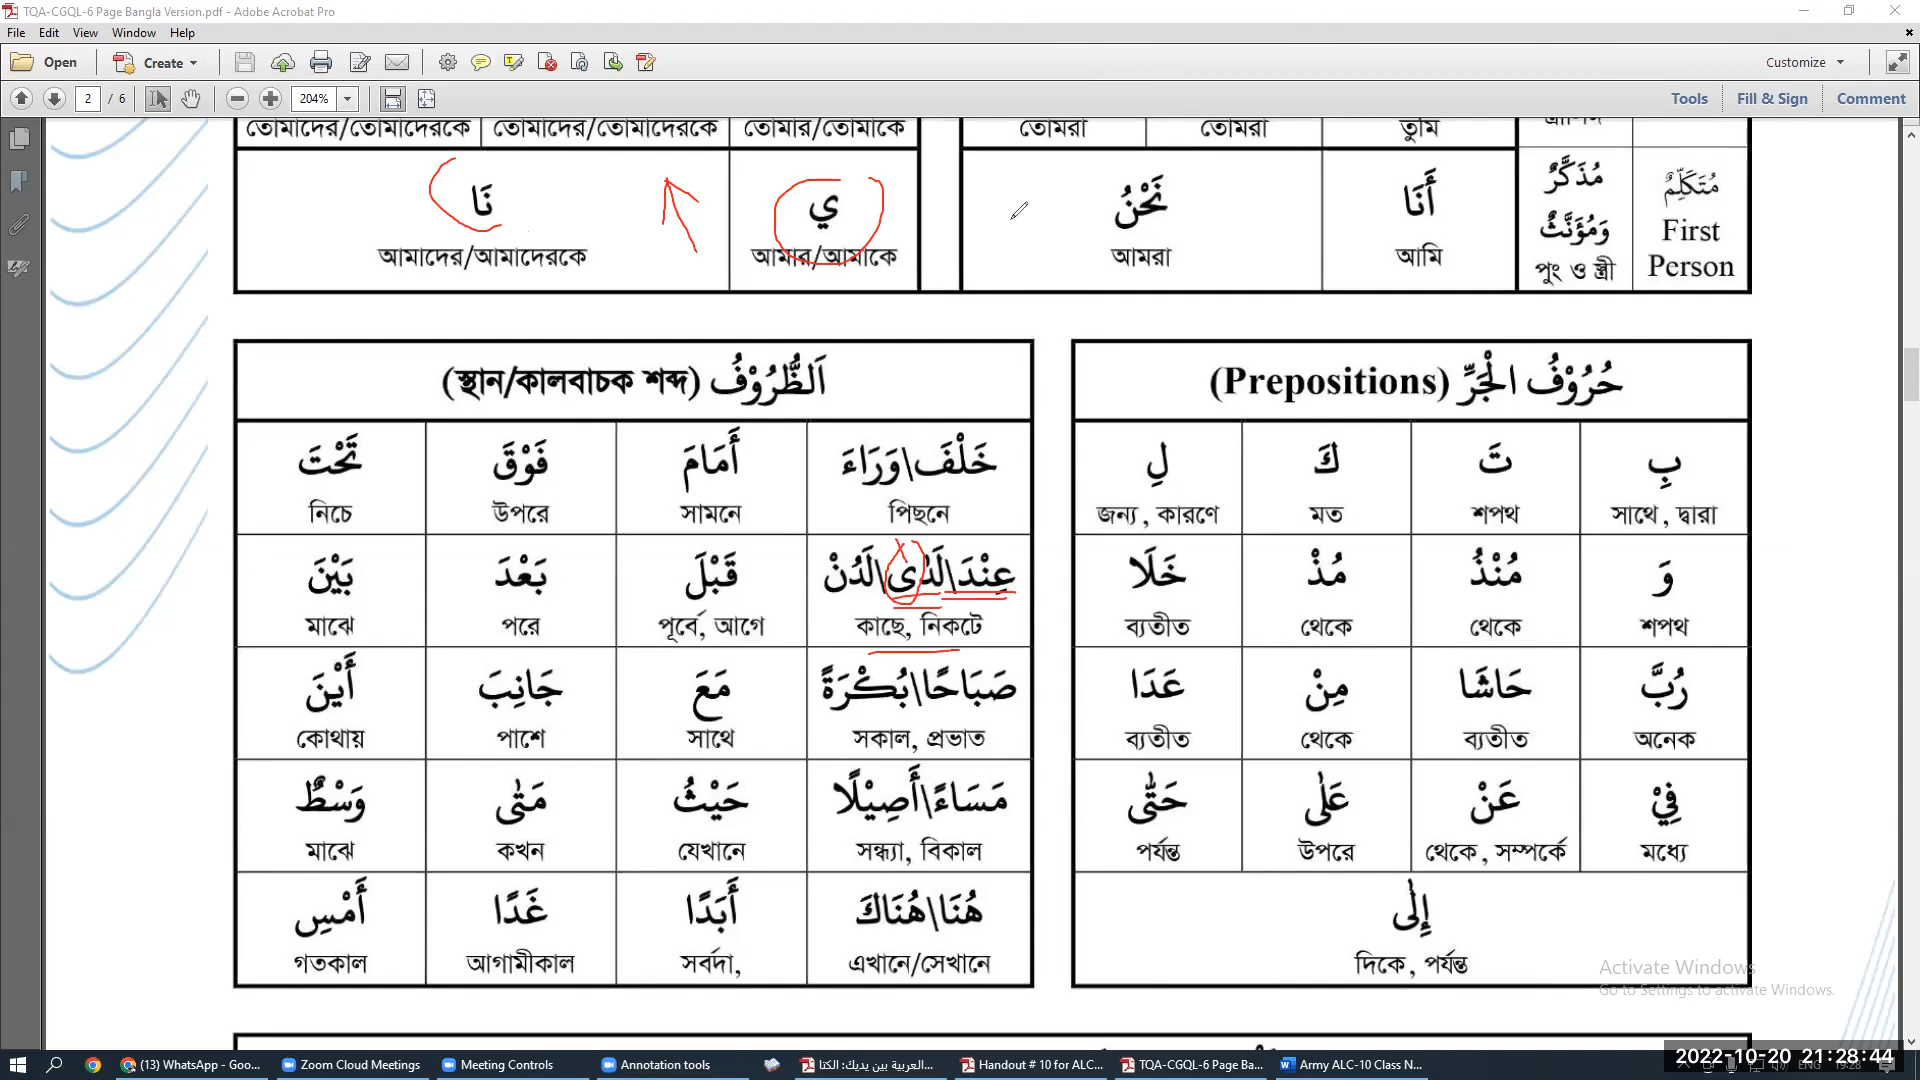 TQA-CGQL-6 Page Bangla Version.pdf - Adobe Acrobat Pro
File Edit View Window Help
Open Create Customize
2 / 6 204% Tools Fill & Sign Comment
তোমাদের/তোমাদেরকে তোমাদের/তোমাদেরকে তোমার/তোমাকে তোমরা তোমরা তুমি
نَا ي نَحْنُ أَنَا مُذَكَّرٌ مُتَكَلِّمٌ
وَمُؤَنَّثٌ First
আমাদের/আমাদেরকে আমার/আমাকে আমরা আমি পুং ও স্ত্রী Person
اَلظُّرُوْفُ (স্থান/কালবাচক শব্দ)
تَحْتَ فَوْقَ أَمَامَ خَلْفَ\وَرَاءَ
নিচে উপরে সামনে পিছনে
بَيْنَ بَعْدَ قَبْلَ عِنْدَ\لَدٰى\لَدُنْ
মাঝে পরে পূর্বে, আগে কাছে, নিকটে
أَيْنَ جَانِبَ مَعَ صَبَاحًا\بُكْرَةً
কোথায় পাশে সাথে সকাল, প্রভাত
وَسْطٌ مَتٰى حَيْثُ مَسَاءً\أَصِيْلًا
মাঝে কখন যেখানে সন্ধ্যা, বিকাল
أَمْسِ غَدًا أَبَدًا هُنَا\هُنَاكَ
গতকাল আগামীকাল সর্বদা, এখানে/সেখানে
حُرُوْفُ الْجَرِّ (Prepositions)
لِ كَ تَ بِ
জন্য, কারণে মত শপথ সাথে, দ্বারা
خَلَا مُذْ مُنْذُ وَ
ব্যতীত থেকে থেকে শপথ
عَدَا مِنْ حَاشَا رُبَّ
ব্যতীত থেকে ব্যতীত অনেক
حَتّٰى عَلٰى عَنْ فِيْ
পর্যন্ত উপরে থেকে, সম্পর্কে মধ্যে
إِلٰى
দিকে, পর্যন্ত
Activate Windows
Go to Settings to activate Windows.
(13) WhatsApp - Goo... Zoom Cloud Meetings Meeting Controls Annotation tools العربية بين يديك: الكتا... Handout # 10 for ALC... TQA-CGQL-6 Page Ba... Army ALC-10 Class N...
2022-10-20 21:28:44